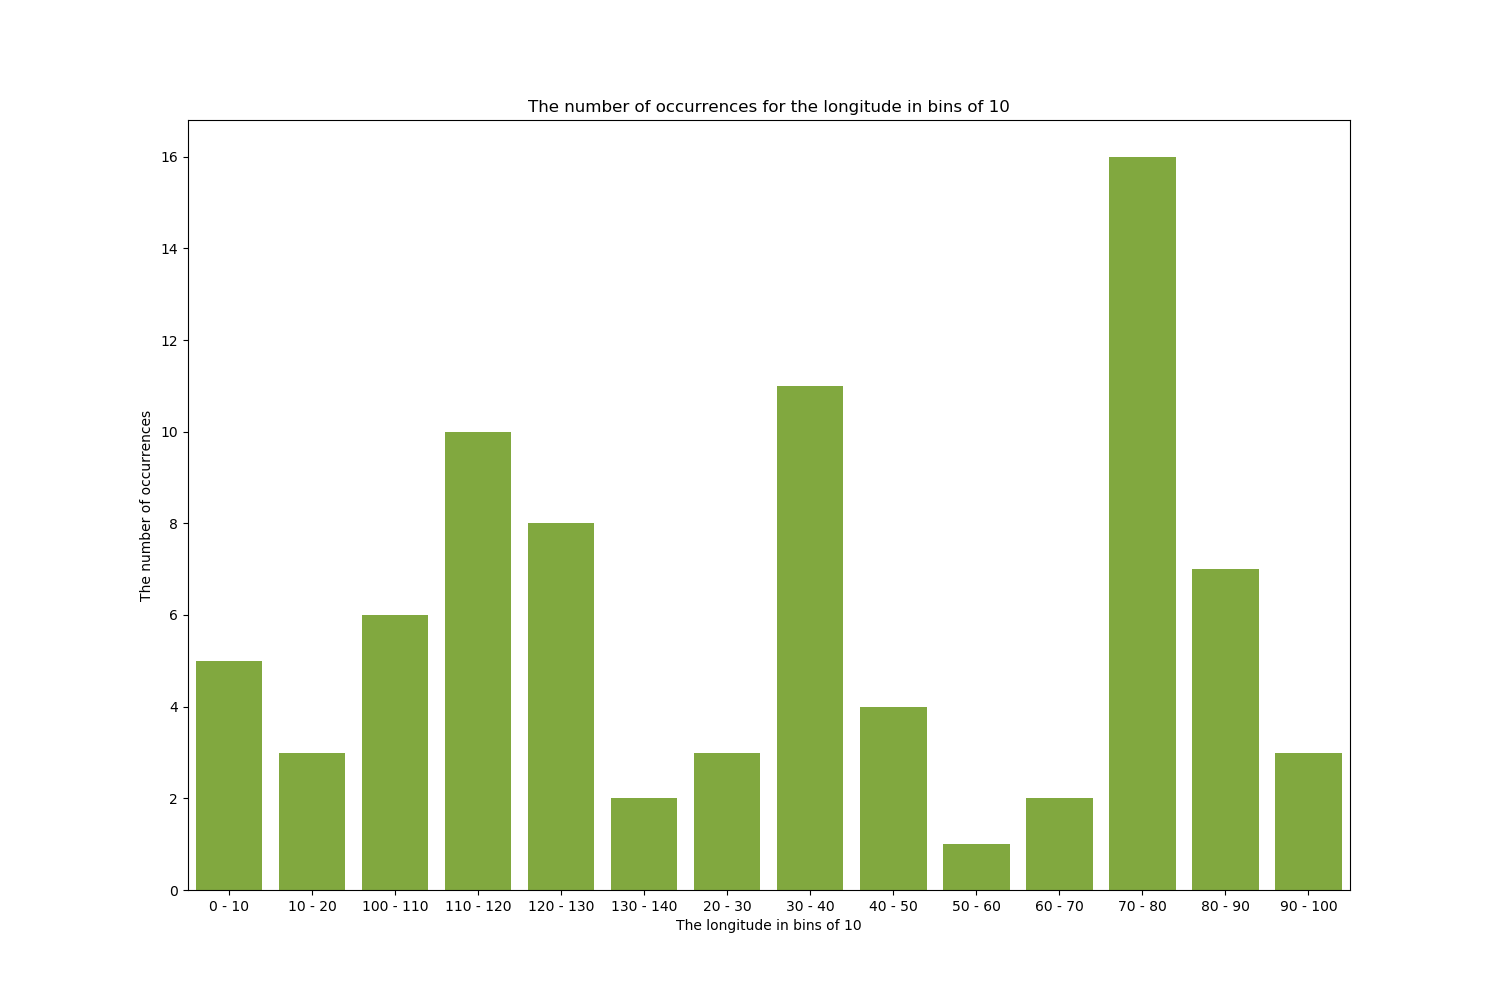 The number of occurrences for the longitude in bins of 10
The number of occurrences
16
14
12
10
8
6
4
2
0
0 - 10 10 - 20 100 - 110 110 - 120 120 - 130 130 - 140 20 - 30 30 - 40 40 - 50 50 - 60 60 - 70 70 - 80 80 - 90 90 - 100
The longitude in bins of 10